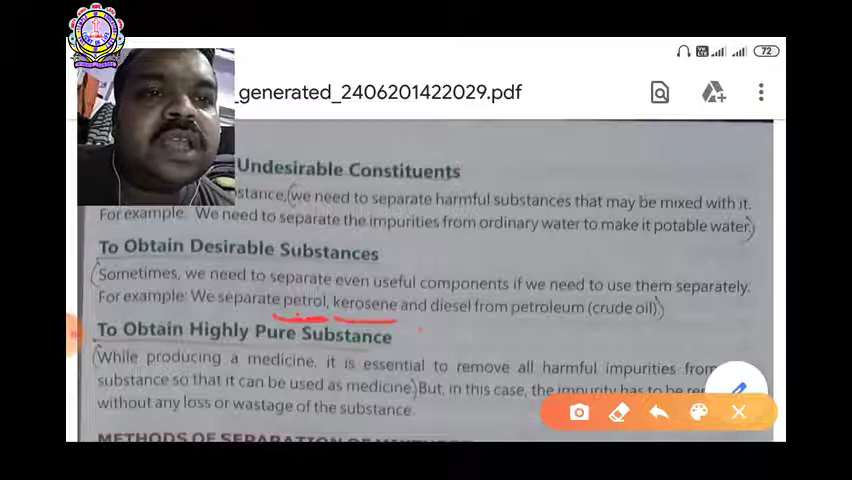 72
_generated_2406201422029.pdf
Undesirable Constituents
stance, (we need to separate harmful substances that may be mixed with it.
For example: We need to separate the impurities from ordinary water to make it potable water.)
To Obtain Desirable Substances
(Sometimes, we need to separate even useful components if we need to use them separately.
For example: We separate petrol, kerosene and diesel from petroleum (crude oil).)
To Obtain Highly Pure Substance
(While producing a medicine, it is essential to remove all harmful impurities from
substance so that it can be used as medicine.) But, in this case, the impurity has to be
without any loss or wastage of the substance.
METHODS OF SEPARATION OF